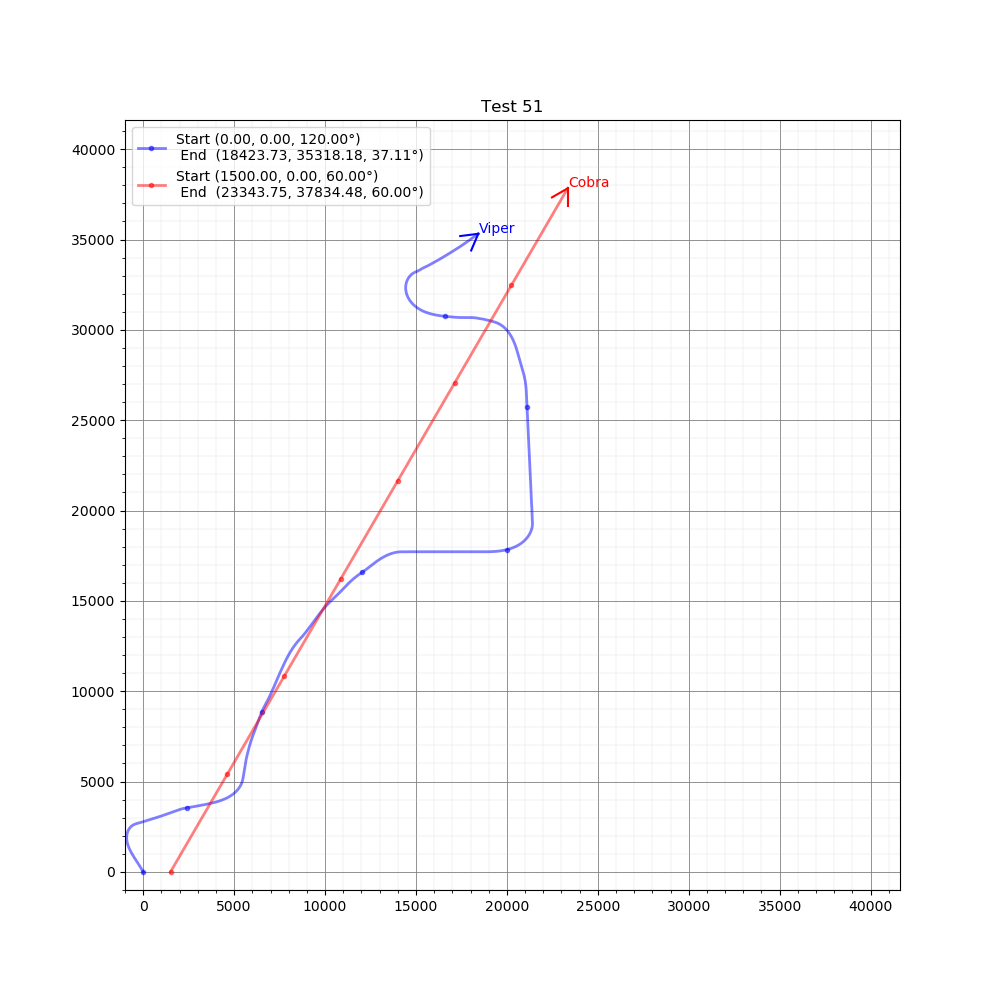 Test 51
Start (0.00, 0.00, 120.00°)
End  (18423.73, 35318.18, 37.11°)
Start (1500.00, 0.00, 60.00°)
End  (23343.75, 37834.48, 60.00°)
40000
Cobra
Viper
35000
30000
25000
20000
15000
10000
5000
0
0 5000 10000 15000 20000 25000 30000 35000 40000